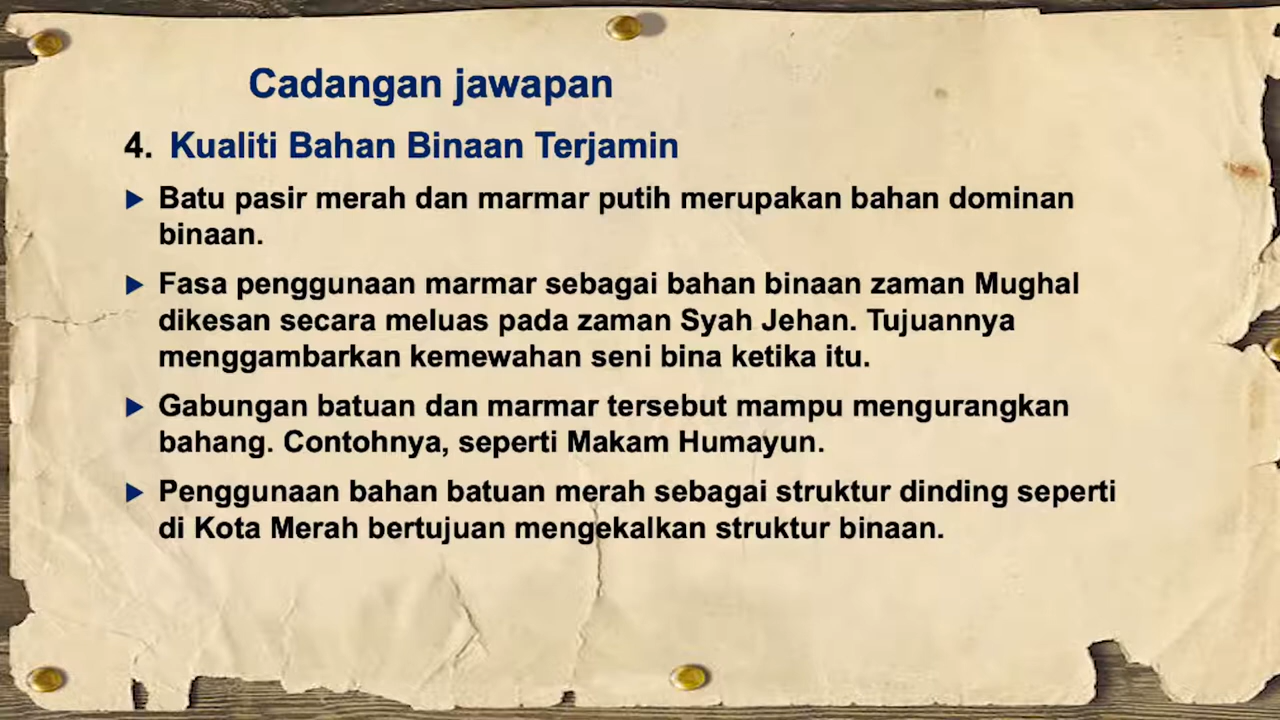 Cadangan jawapan
4. Kualiti Bahan Binaan Terjamin
Batu pasir merah dan marmar putih merupakan bahan dominan
binaan.
Fasa penggunaan marmar sebagai bahan binaan zaman Mughal
dikesan secara meluas pada zaman Syah Jehan. Tujuannya
menggambarkan kemewahan seni bina ketika itu.
Gabungan batuan dan marmar tersebut mampu mengurangkan
bahang. Contohnya, seperti Makam Humayun.
Penggunaan bahan batuan merah sebagai struktur dinding seperti
di Kota Merah bertujuan mengekalkan struktur binaan.